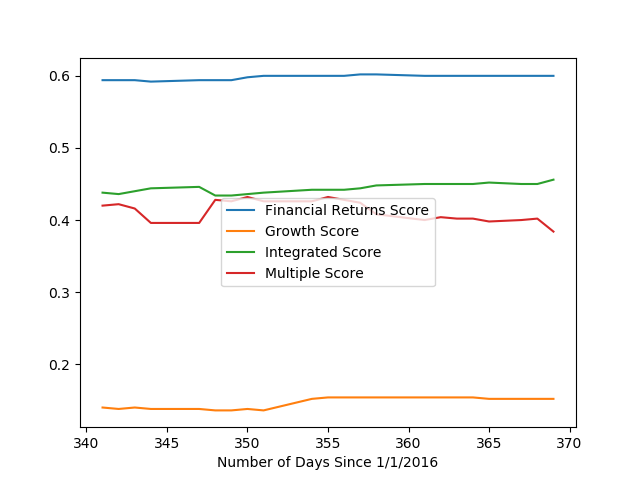 0.6
0.5
0.4
0.3
0.2
Financial Returns Score
Growth Score
Integrated Score
Multiple Score
340 345 350 355 360 365 370
Number of Days Since 1/1/2016